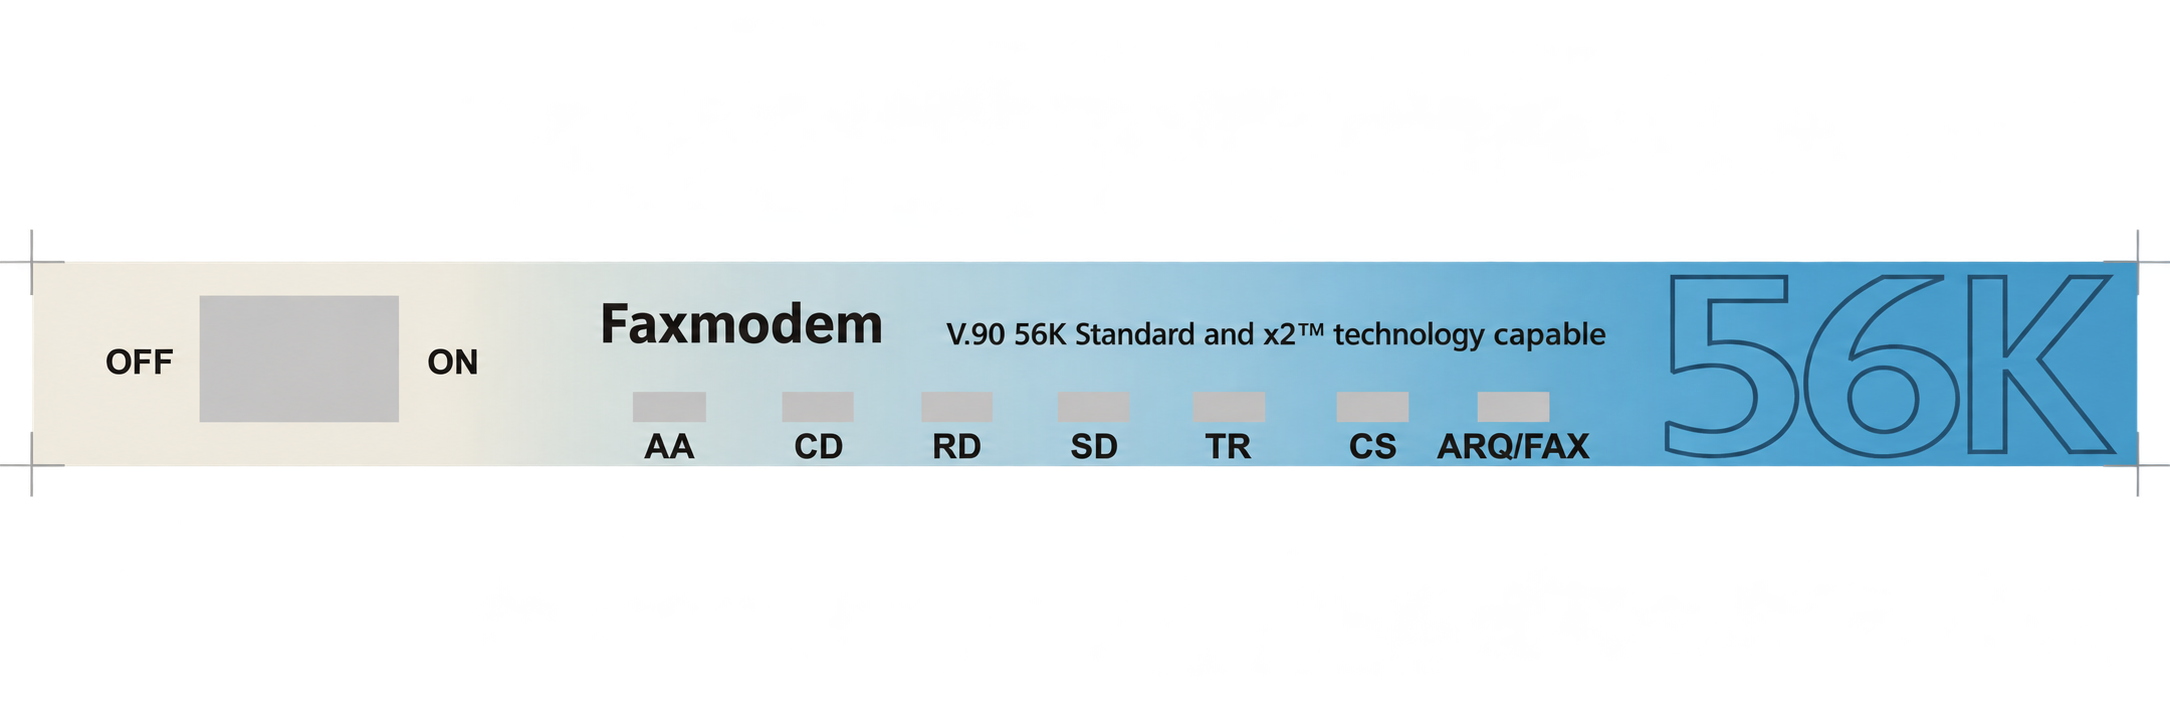 OFF
ON
Faxmodem
V.90 56K Standard and x2™ technology capable
AA CD RD SD TR CS ARQ/FAX
56K